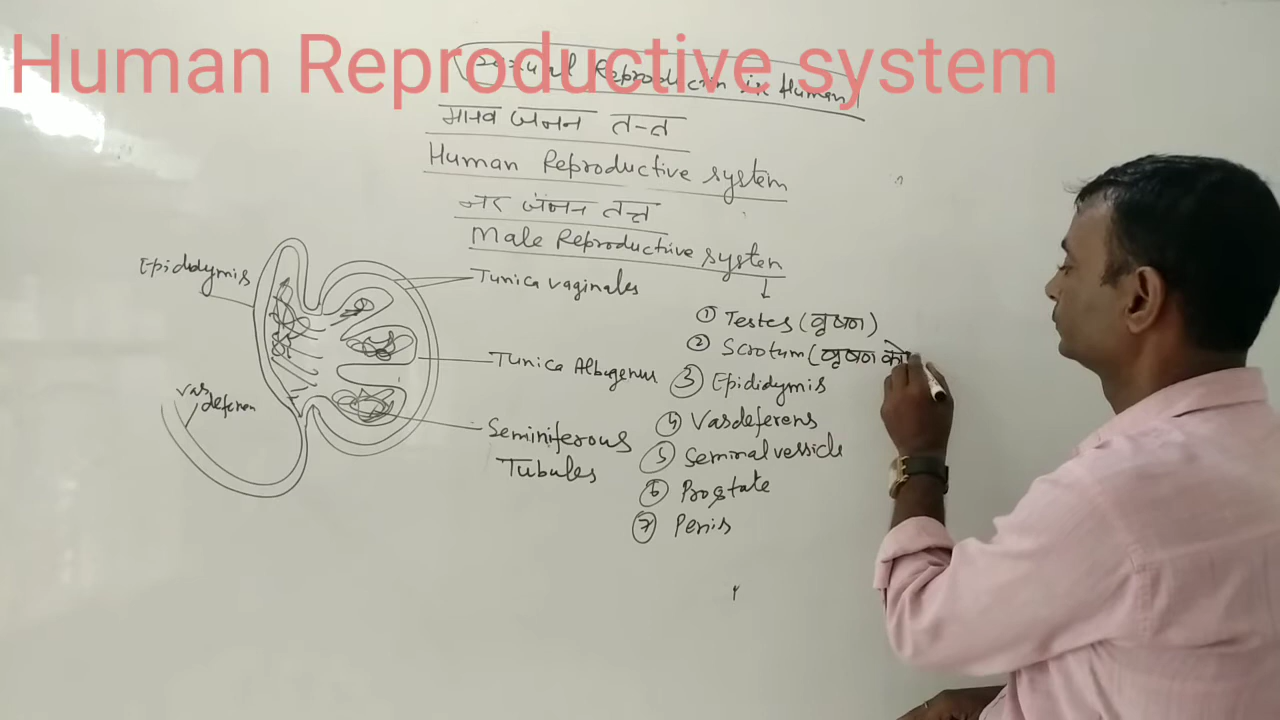 Human Reproductive system
Sexual Reproduction in Human
मानव जनन तन्त
Human Reproductive system
नर जनन तन्त्र
Male Reproductive system
Epididymis
Tunica vaginales
① Testes (वृषण)
② Scrotum (वृषण को
Tunica Albugenus
③ Epididymis
Vas deferen
④ Vasdeferens
Seminiferous
Tubules
⑤ Seminal vessicle
⑥ Prostate
⑦ Penis